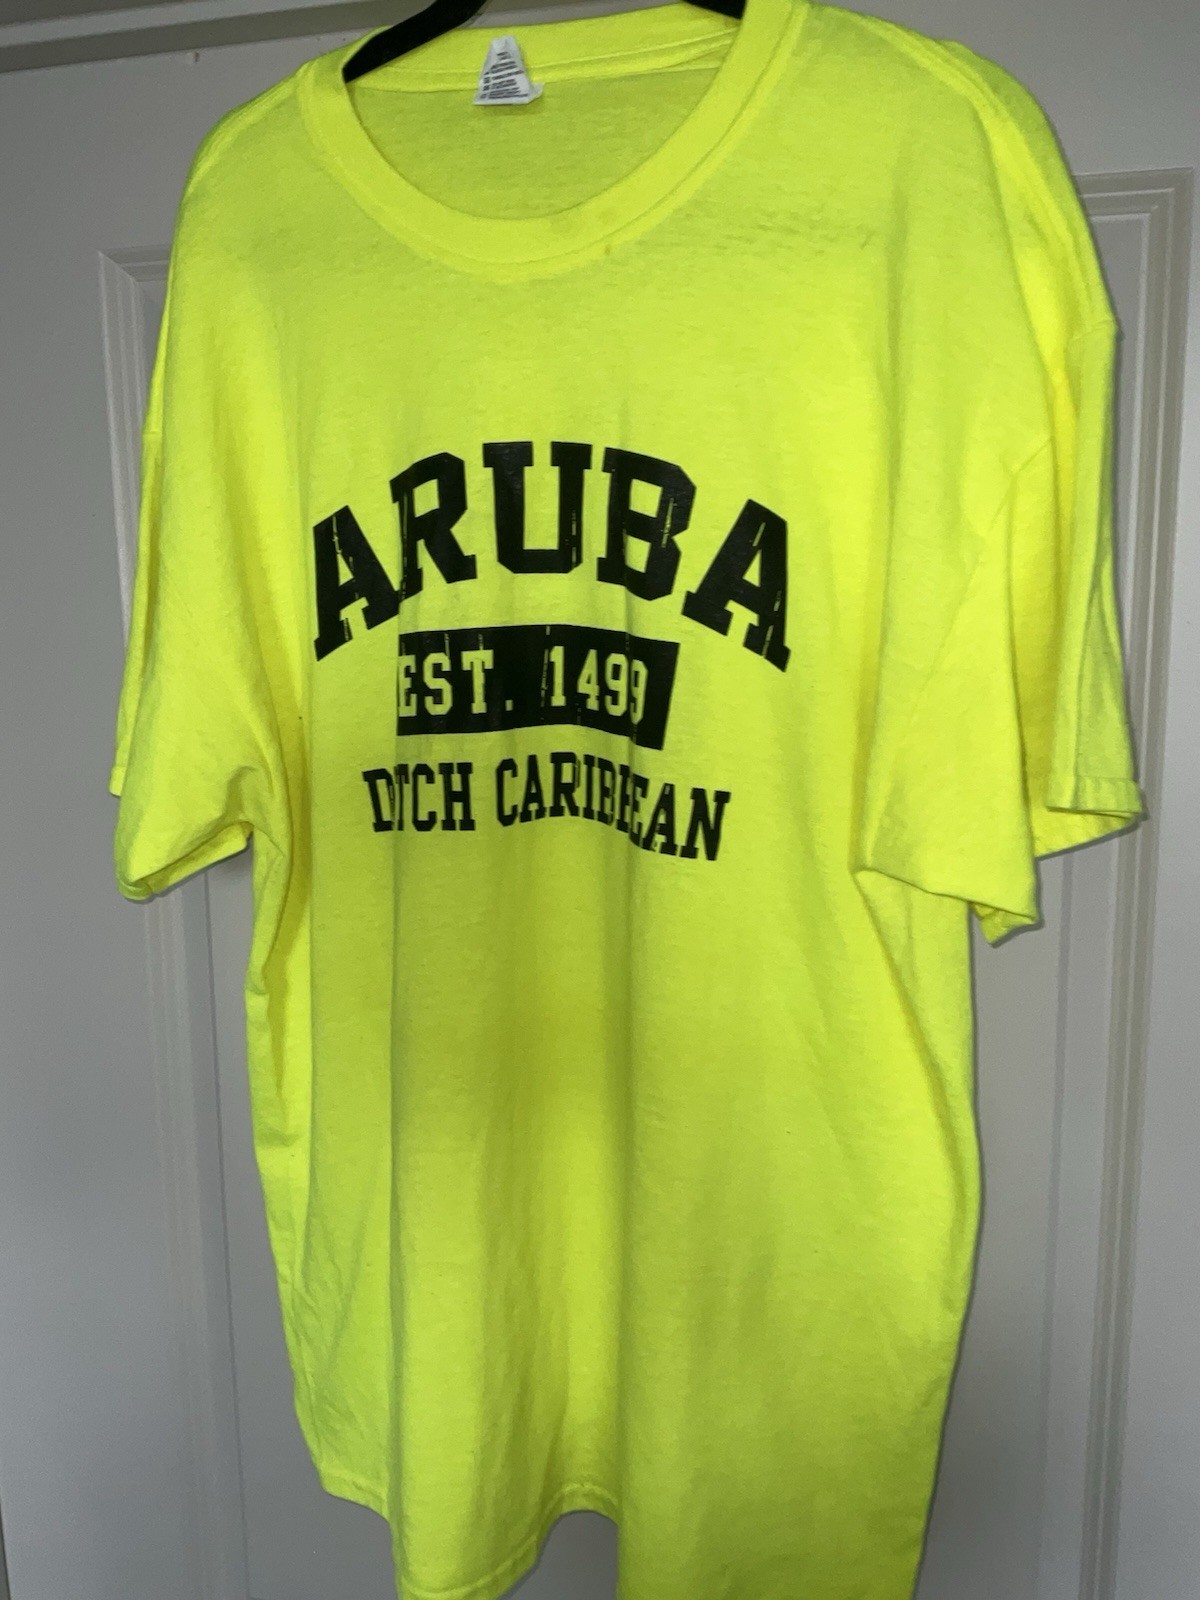 ARUBA
EST. 1499
DUTCH CARIBBEAN